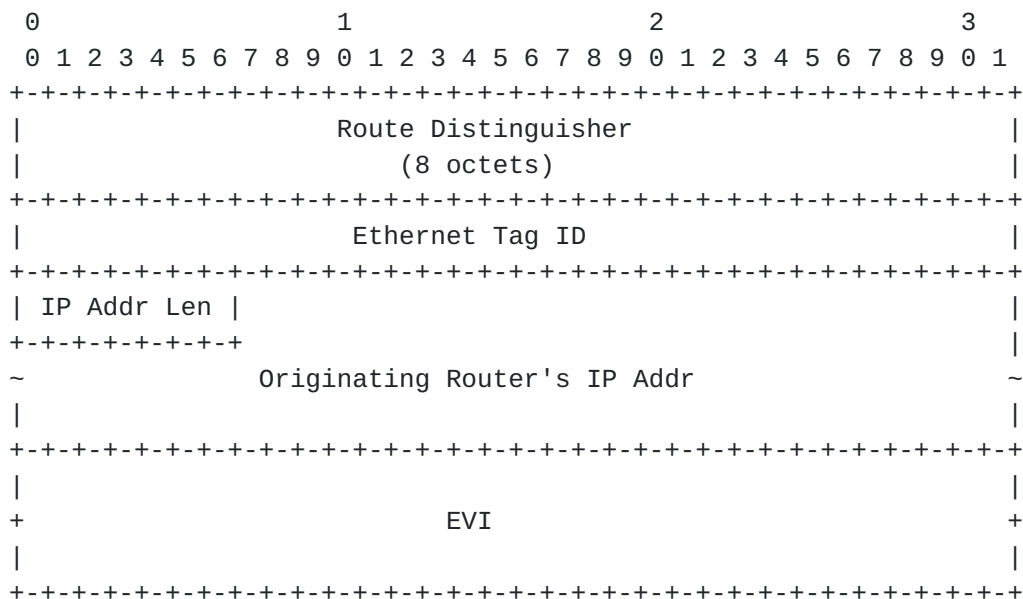 0                   1                   2                   3
 0 1 2 3 4 5 6 7 8 9 0 1 2 3 4 5 6 7 8 9 0 1 2 3 4 5 6 7 8 9 0 1
+-+-+-+-+-+-+-+-+-+-+-+-+-+-+-+-+-+-+-+-+-+-+-+-+-+-+-+-+-+-+-+-+
|                    Route Distinguisher                        |
|                        (8 octets)                             |
+-+-+-+-+-+-+-+-+-+-+-+-+-+-+-+-+-+-+-+-+-+-+-+-+-+-+-+-+-+-+-+-+
|                     Ethernet Tag ID                           |
+-+-+-+-+-+-+-+-+-+-+-+-+-+-+-+-+-+-+-+-+-+-+-+-+-+-+-+-+-+-+-+-+
| IP Addr Len |                                                 |
+-+-+-+-+-+-+-+                                                 |
~               Originating Router's IP Addr                    ~
|                                                               |
+-+-+-+-+-+-+-+-+-+-+-+-+-+-+-+-+-+-+-+-+-+-+-+-+-+-+-+-+-+-+-+-+
|                                                               |
+                           EVI                                 +
|                                                               |
+-+-+-+-+-+-+-+-+-+-+-+-+-+-+-+-+-+-+-+-+-+-+-+-+-+-+-+-+-+-+-+-+